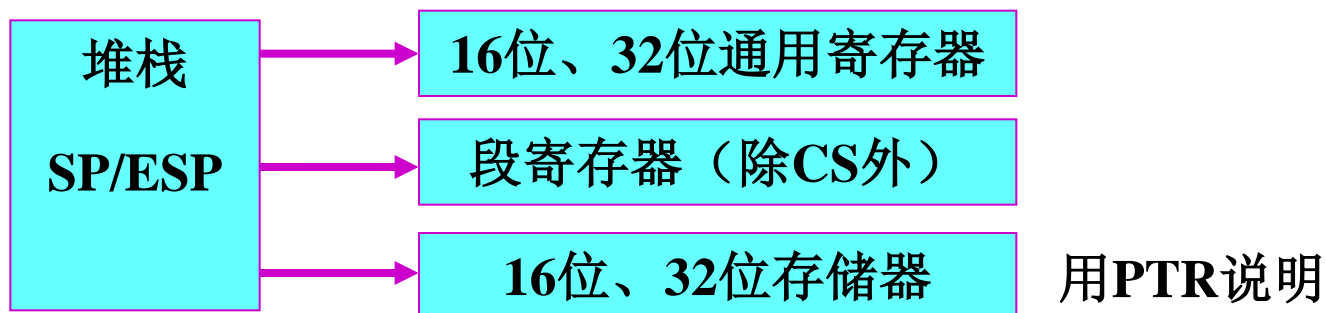 堆栈
SP/ESP
16位、32位通用寄存器
段寄存器（除CS外）
16位、32位存储器
用PTR说明